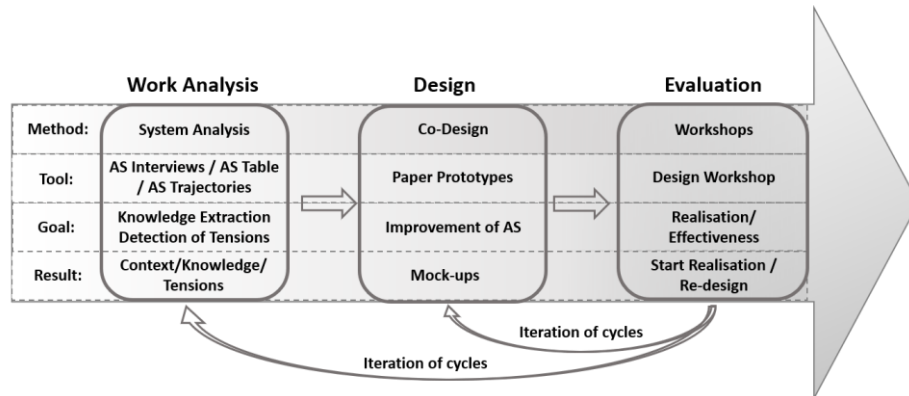 Work Analysis
Design
Evaluation
Method:
System Analysis
Co-Design
Workshops
Tool:
AS Interviews / AS Table
/ AS Trajectories
Paper Prototypes
Design Workshop
Goal:
Knowledge Extraction
Detection of Tensions
Improvement of AS
Realisation/
Effectiveness
Result:
Context/Knowledge/
Tensions
Mock-ups
Start Realisation /
Re-design
Iteration of cycles
Iteration of cycles